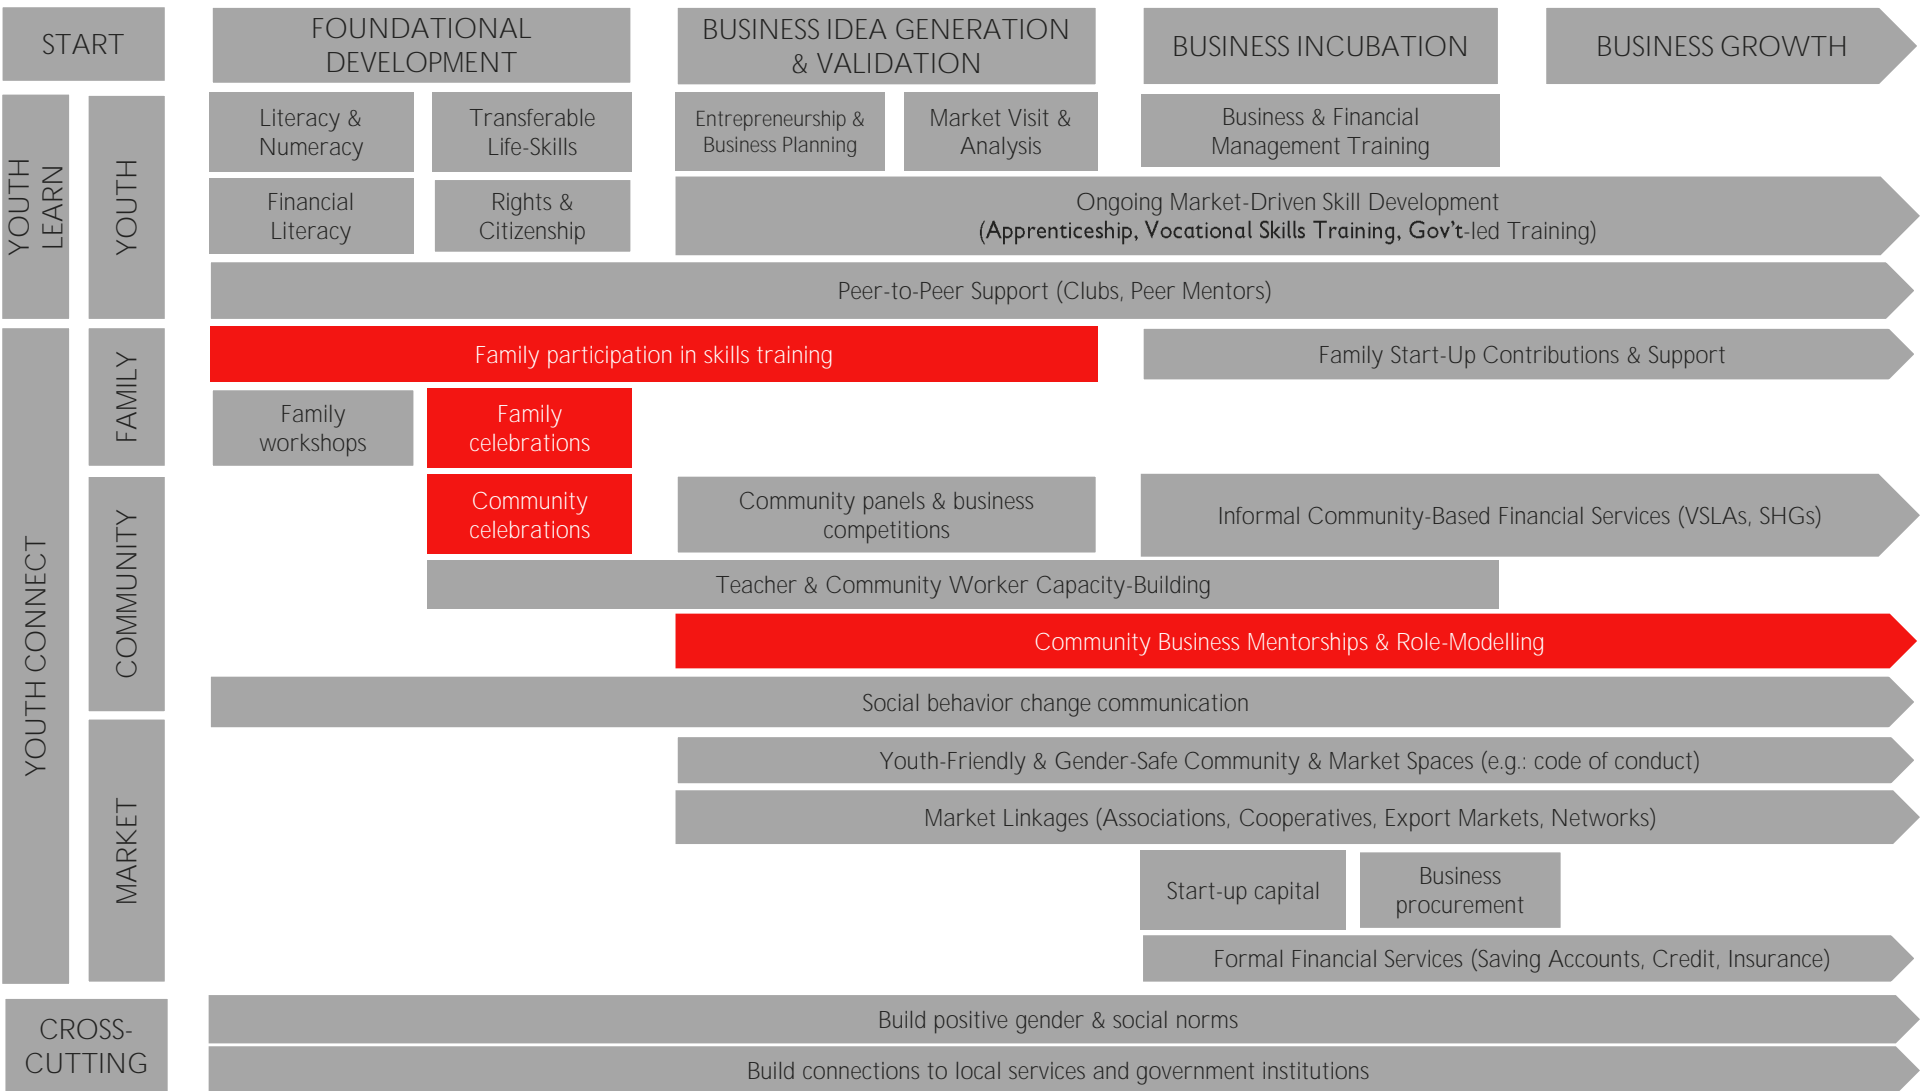 START
FOUNDATIONAL
DEVELOPMENT
BUSINESS IDEA GENERATION
& VALIDATION
BUSINESS INCUBATION
BUSINESS GROWTH
YOUTH
LEARN
YOUTH
Literacy &
Numeracy
Transferable
Life-Skills
Entrepreneurship &
Business Planning
Market Visit &
Analysis
Business & Financial
Management Training
Financial
Literacy
Rights &
Citizenship
Ongoing Market-Driven Skill Development
(Apprenticeship, Vocational Skills Training, Gov't-led Training)
Peer-to-Peer Support (Clubs, Peer Mentors)
YOUTH CONNECT
FAMILY
Family participation in skills training
Family Start-Up Contributions & Support
Family
workshops
Family
celebrations
COMMUNITY
Community
celebrations
Community panels & business
competitions
Informal Community-Based Financial Services (VSLAs, SHGs)
Teacher & Community Worker Capacity-Building
Community Business Mentorships & Role-Modelling
Social behavior change communication
MARKET
Youth-Friendly & Gender-Safe Community & Market Spaces (e.g.: code of conduct)
Market Linkages (Associations, Cooperatives, Export Markets, Networks)
Start-up capital
Business
procurement
Formal Financial Services (Saving Accounts, Credit, Insurance)
CROSS-
CUTTING
Build positive gender & social norms
Build connections to local services and government institutions